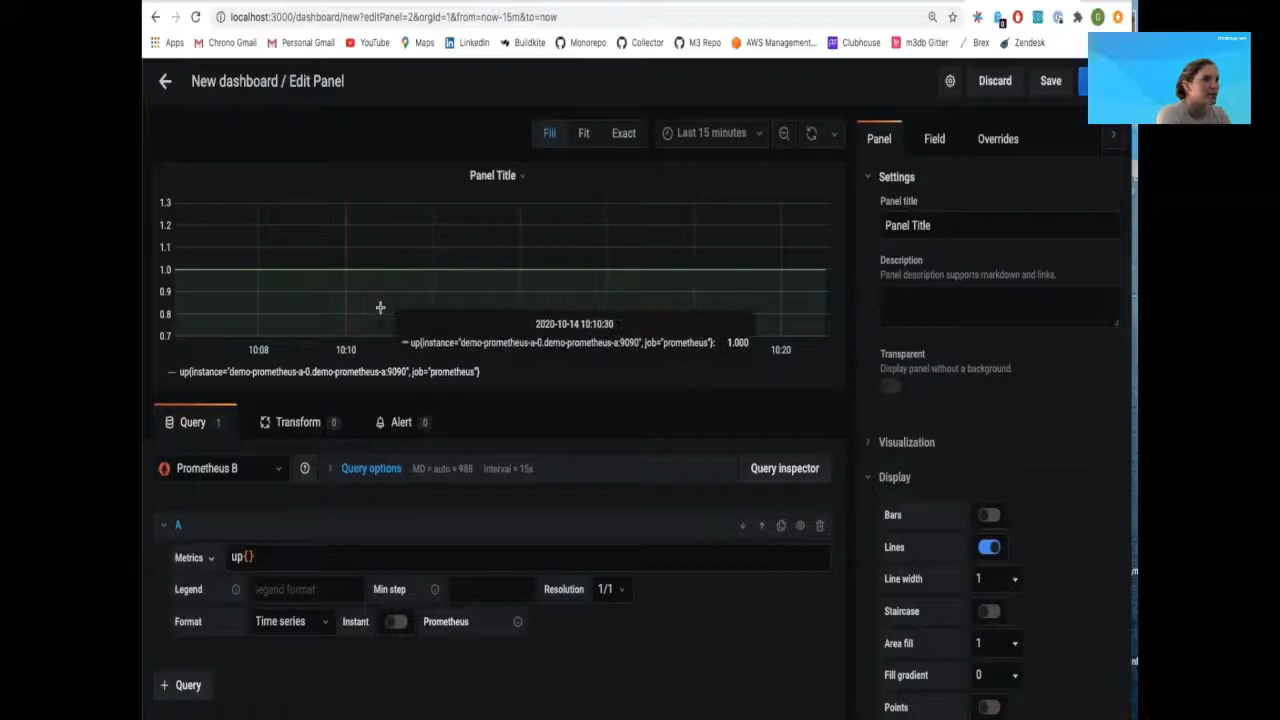 localhost:3000/dashboard/new?editPanel=2&orgId=1&from=now-15m&to=now
Apps Chrono Gmail Personal Gmail YouTube Maps LinkedIn Buildkite Monorepo Collector M3 Repo AWS Management... Clubhouse m3db Gitter Brex Zendesk
New dashboard / Edit Panel
Discard Save
Fill Fit Exact Last 15 minutes
Panel Field Overrides
Panel Title
Settings
Panel title
Panel Title
Description
Panel description supports markdown and links.
Transparent
Display panel without a background.
1.3
1.2
1.1
1.0
0.9
0.8
0.7
10:08 10:10 10:20
2020-10-14 10:10:30
up{instance="demo-prometheus-a-0.demo-prometheus-a:9090", job="prometheus"}: 1.000
up{instance="demo-prometheus-a-0.demo-prometheus-a:9090", job="prometheus"}
Query 1 Transform 0 Alert 0
Visualization
Prometheus B Query options MD = auto = 988 Interval = 15s Query inspector
Display
A
Bars
Metrics up{}
Lines
Legend legend format Min step Resolution 1/1
Line width 1
Format Time series Instant Prometheus
Staircase
Area fill 1
+ Query
Fill gradient 0
Points